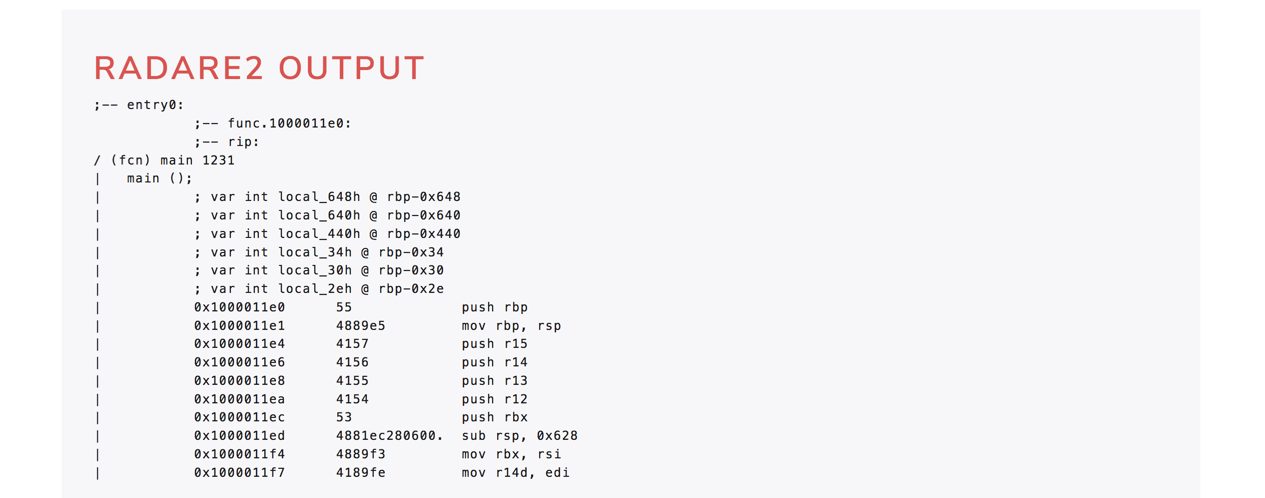 RADARE2 OUTPUT
;-- entry0:
;-- func.1000011e0:
;-- rip:
/ (fcn) main 1231
|   main ();
|           ; var int local_648h @ rbp-0x648
|           ; var int local_640h @ rbp-0x640
|           ; var int local_440h @ rbp-0x440
|           ; var int local_34h @ rbp-0x34
|           ; var int local_30h @ rbp-0x30
|           ; var int local_2eh @ rbp-0x2e
|           0x1000011e0      55             push rbp
|           0x1000011e1      4889e5         mov rbp, rsp
|           0x1000011e4      4157           push r15
|           0x1000011e6      4156           push r14
|           0x1000011e8      4155           push r13
|           0x1000011ea      4154           push r12
|           0x1000011ec      53             push rbx
|           0x1000011ed      4881ec280600.  sub rsp, 0x628
|           0x1000011f4      4889f3         mov rbx, rsi
|           0x1000011f7      4189fe         mov r14d, edi